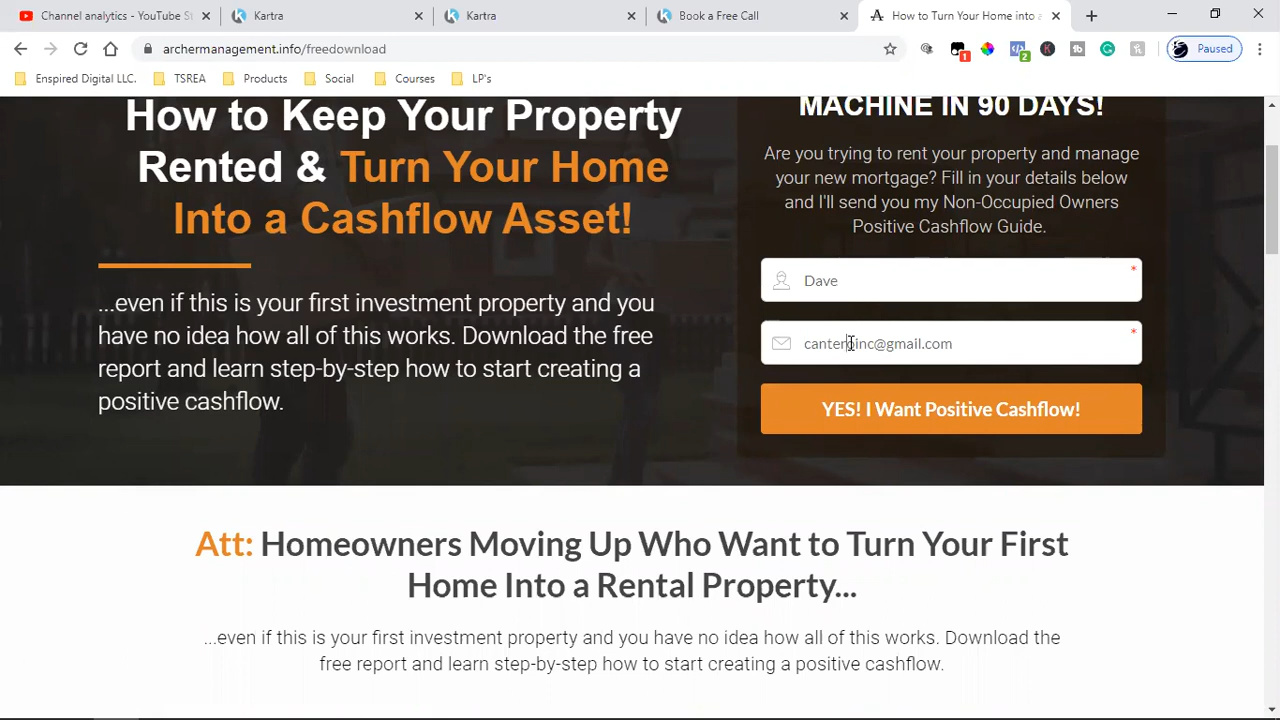 Channel analytics - YouTube S
Kartra
Kartra
Book a Free Call
How to Turn Your Home into a
archermanagement.info/freedownload
1
2
Paused
Enspired Digital LLC.
TSREA
Products
Social
Courses
LP's
How to Keep Your Property
Rented & Turn Your Home
Into a Cashflow Asset!
...even if this is your first investment property and you
have no idea how all of this works. Download the free
report and learn step-by-step how to start creating a
positive cashflow.
MACHINE IN 90 DAYS!
Are you trying to rent your property and manage
your new mortgage? Fill in your details below
and I'll send you my Non-Occupied Owners
Positive Cashflow Guide.
Dave
*
@gmail.com
*
YES! I Want Positive Cashflow!
Att: Homeowners Moving Up Who Want to Turn Your First
Home Into a Rental Property...
...even if this is your first investment property and you have no idea how all of this works. Download the
free report and learn step-by-step how to start creating a positive cashflow.